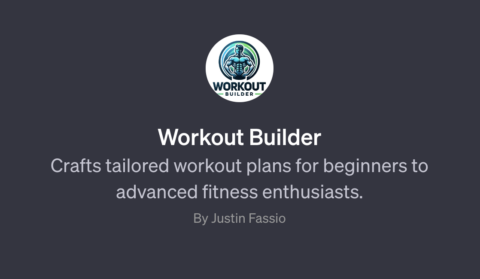 WORKOUT
BUILDER
Workout Builder
Crafts tailored workout plans for beginners to
advanced fitness enthusiasts.
By Justin Fassio